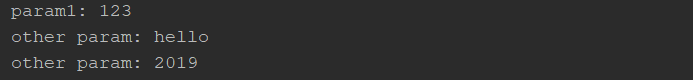 param1: 123
other param: hello
other param: 2019